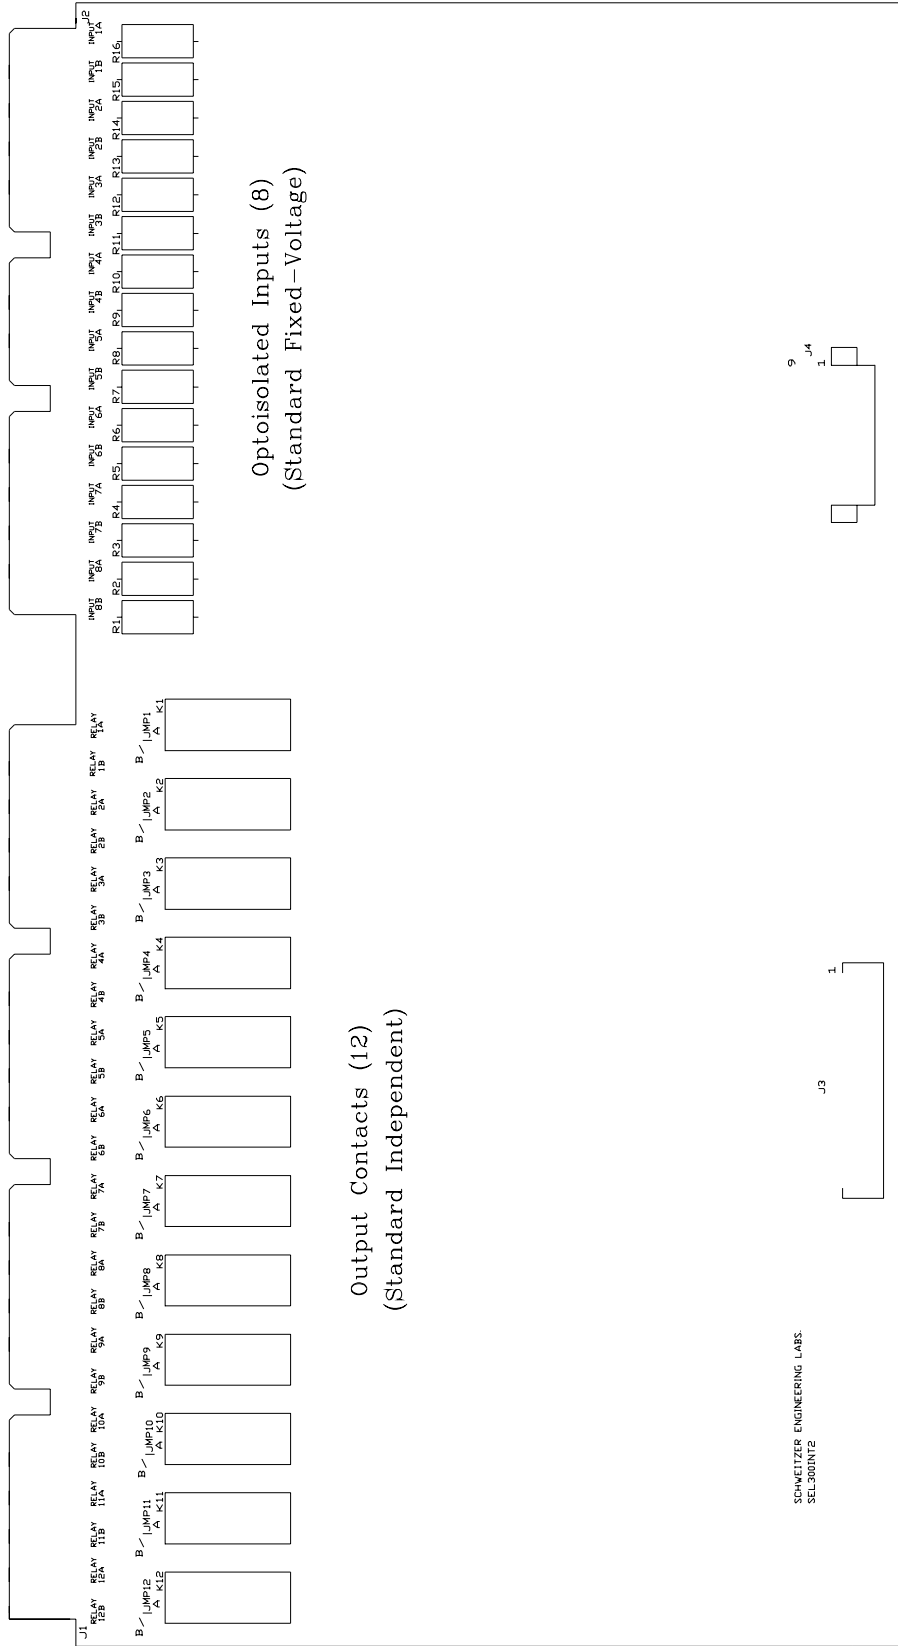 J2
INPUT
1A
INPUT
1B
INPUT
2A
INPUT
2B
INPUT
3A
INPUT
3B
INPUT
4A
INPUT
4B
INPUT
5A
INPUT
5B
INPUT
6A
INPUT
6B
INPUT
7A
INPUT
7B
INPUT
8A
INPUT
8B
R16
R15
R14
R13
R12
R11
R10
R9
R8
R7
R6
R5
R4
R3
R2
R1
Optoisolated Inputs (8)
(Standard Fixed-Voltage)
9
J4
1
RELAY
1A
RELAY
1B
RELAY
2A
RELAY
2B
RELAY
3A
RELAY
3B
RELAY
4A
RELAY
4B
RELAY
5A
RELAY
5B
RELAY
6A
RELAY
6B
RELAY
7A
RELAY
7B
RELAY
8A
RELAY
8B
RELAY
9A
RELAY
9B
RELAY
10A
RELAY
10B
RELAY
11A
RELAY
11B
RELAY
12A
RELAY
12B
J1
B JMP1
A K1
B JMP2
A K2
B JMP3
A K3
B JMP4
A K4
B JMP5
A K5
B JMP6
A K6
B JMP7
A K7
B JMP8
A K8
B JMP9
A K9
B JMP10
A K10
B JMP11
A K11
B JMP12
A K12
Output Contacts (12)
(Standard Independent)
1
J3
SCHWEITZER ENGINEERING LABS.
SEL300INT2